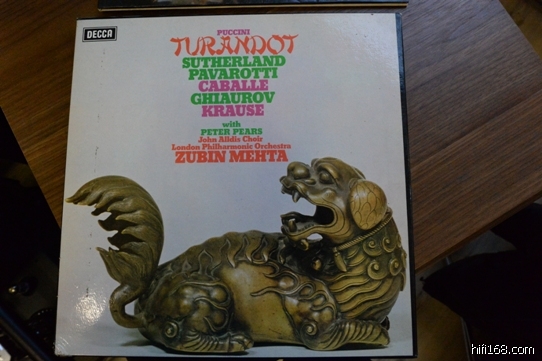 DECCA
PUCCINI
TURANDOT
SUTHERLAND
PAVAROTTI
CABALLE
GHIAUROV
KRAUSE
with
PETER PEARS
John Alldis Choir
London Philharmonic Orchestra
ZUBIN MEHTA
hifi168.com